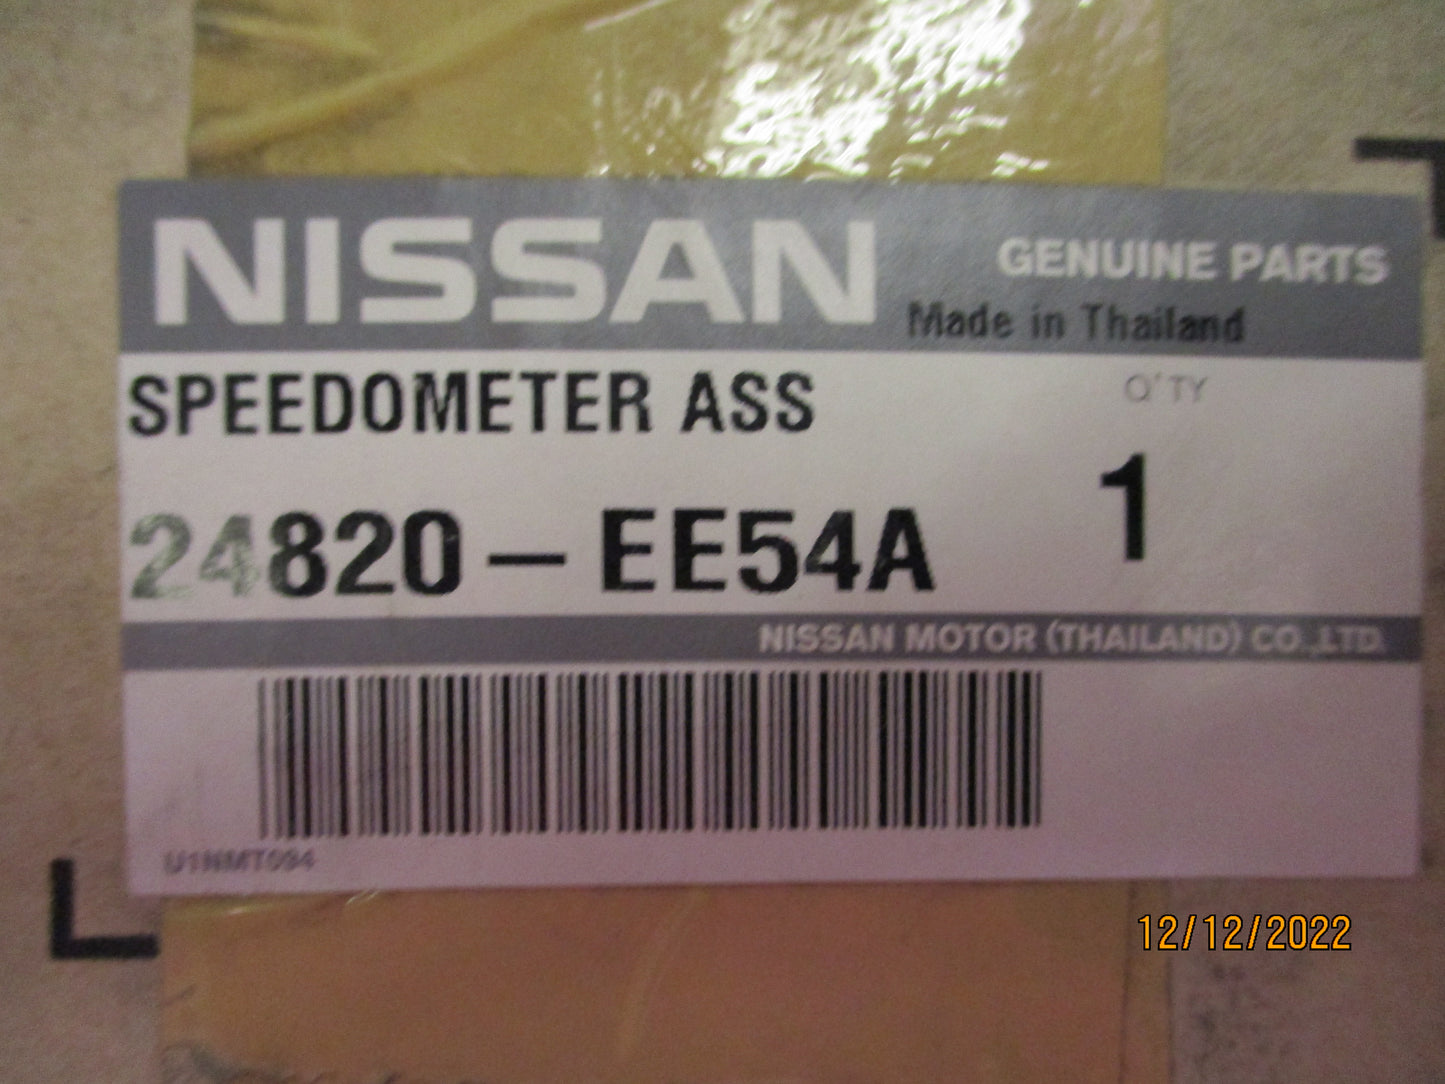 NISSAN
GENUINE PARTS
Made in Thailand
SPEEDOMETER ASS
Q'TY
24820-EE54A
1
NISSAN MOTOR (THAILAND) CO.,LTD.
U1NMT094
12/12/2022